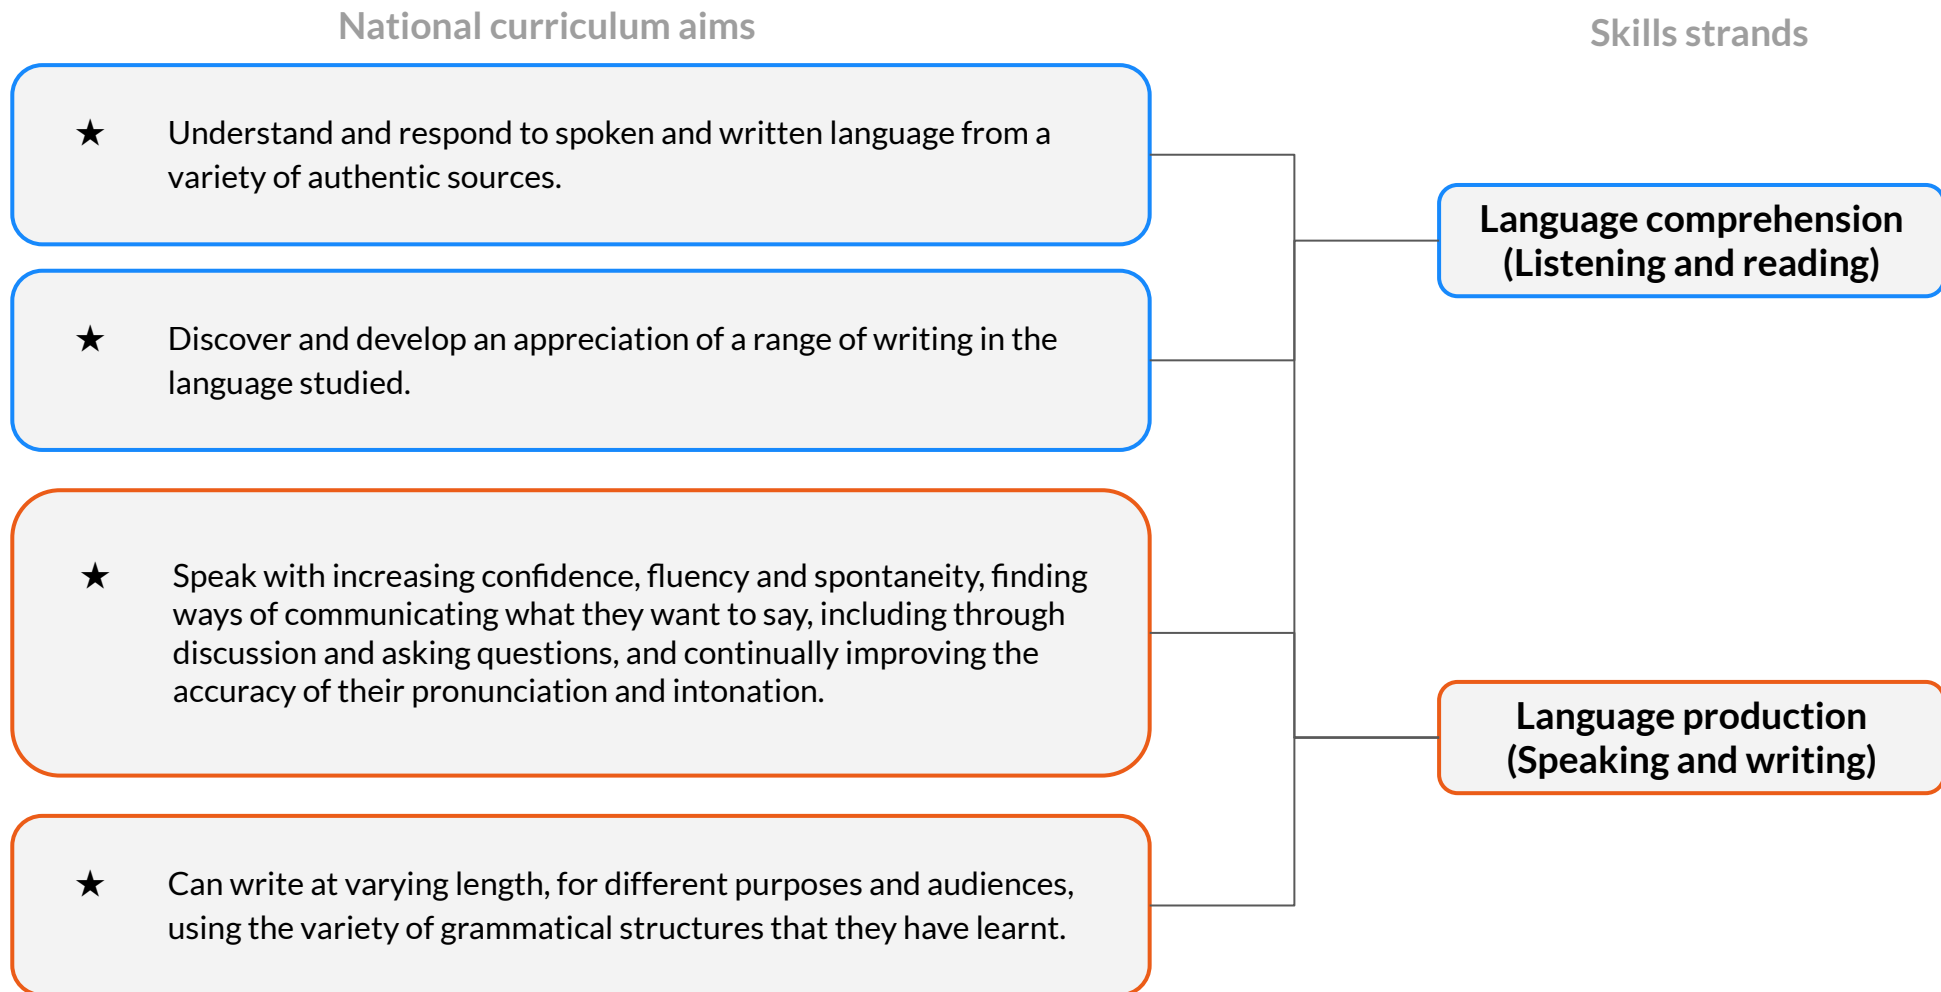 National curriculum aims
Skills strands
★ Understand and respond to spoken and written language from a
variety of authentic sources.
Language comprehension
(Listening and reading)
★ Discover and develop an appreciation of a range of writing in the
language studied.
★ Speak with increasing confidence, fluency and spontaneity, finding
ways of communicating what they want to say, including through
discussion and asking questions, and continually improving the
accuracy of their pronunciation and intonation.
Language production
(Speaking and writing)
★ Can write at varying length, for different purposes and audiences,
using the variety of grammatical structures that they have learnt.